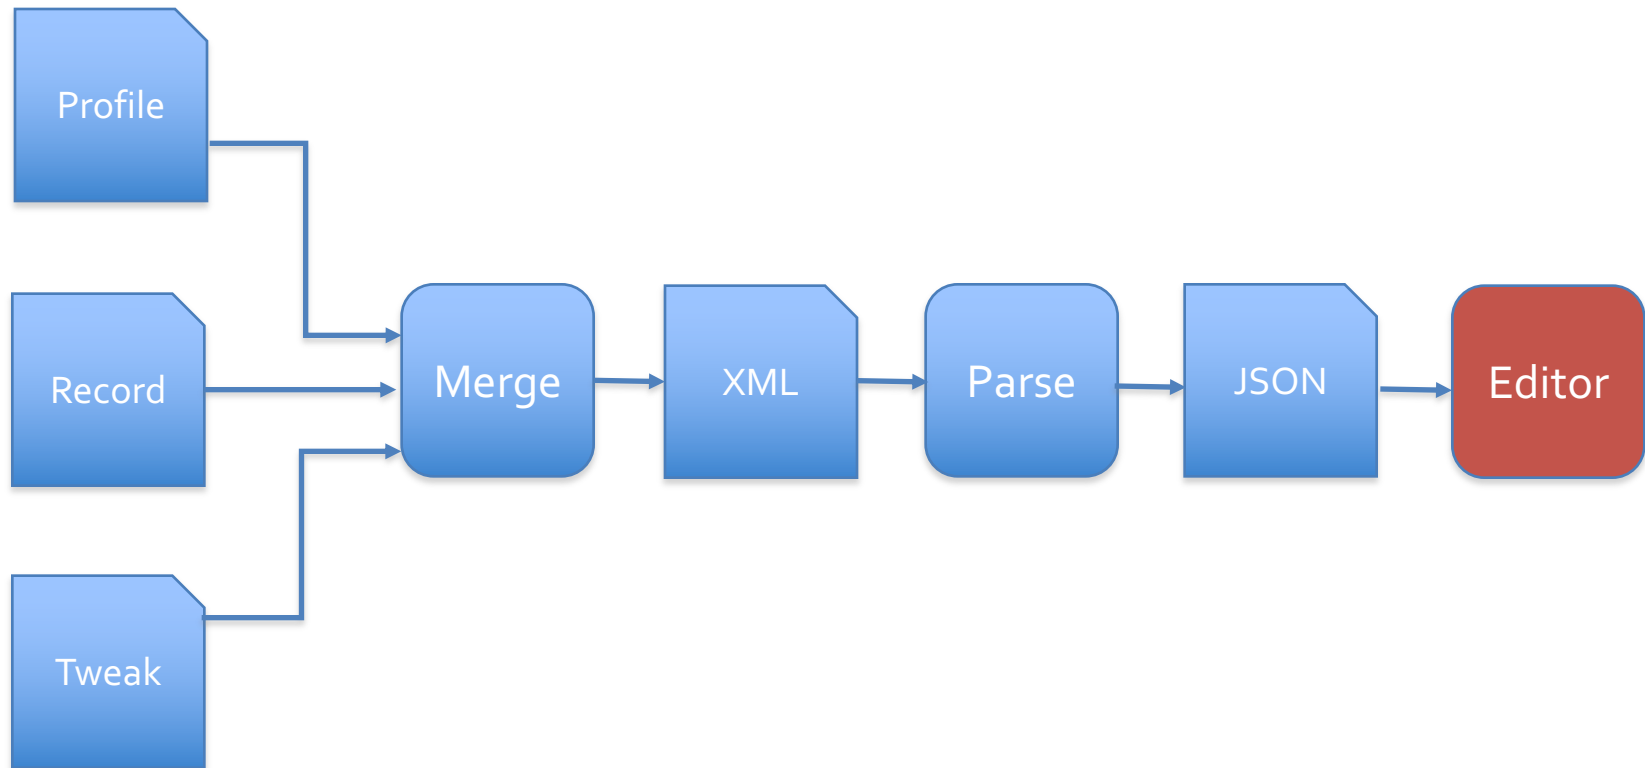 Profile
Record
Tweak
Merge
XML
Parse
JSON
Editor